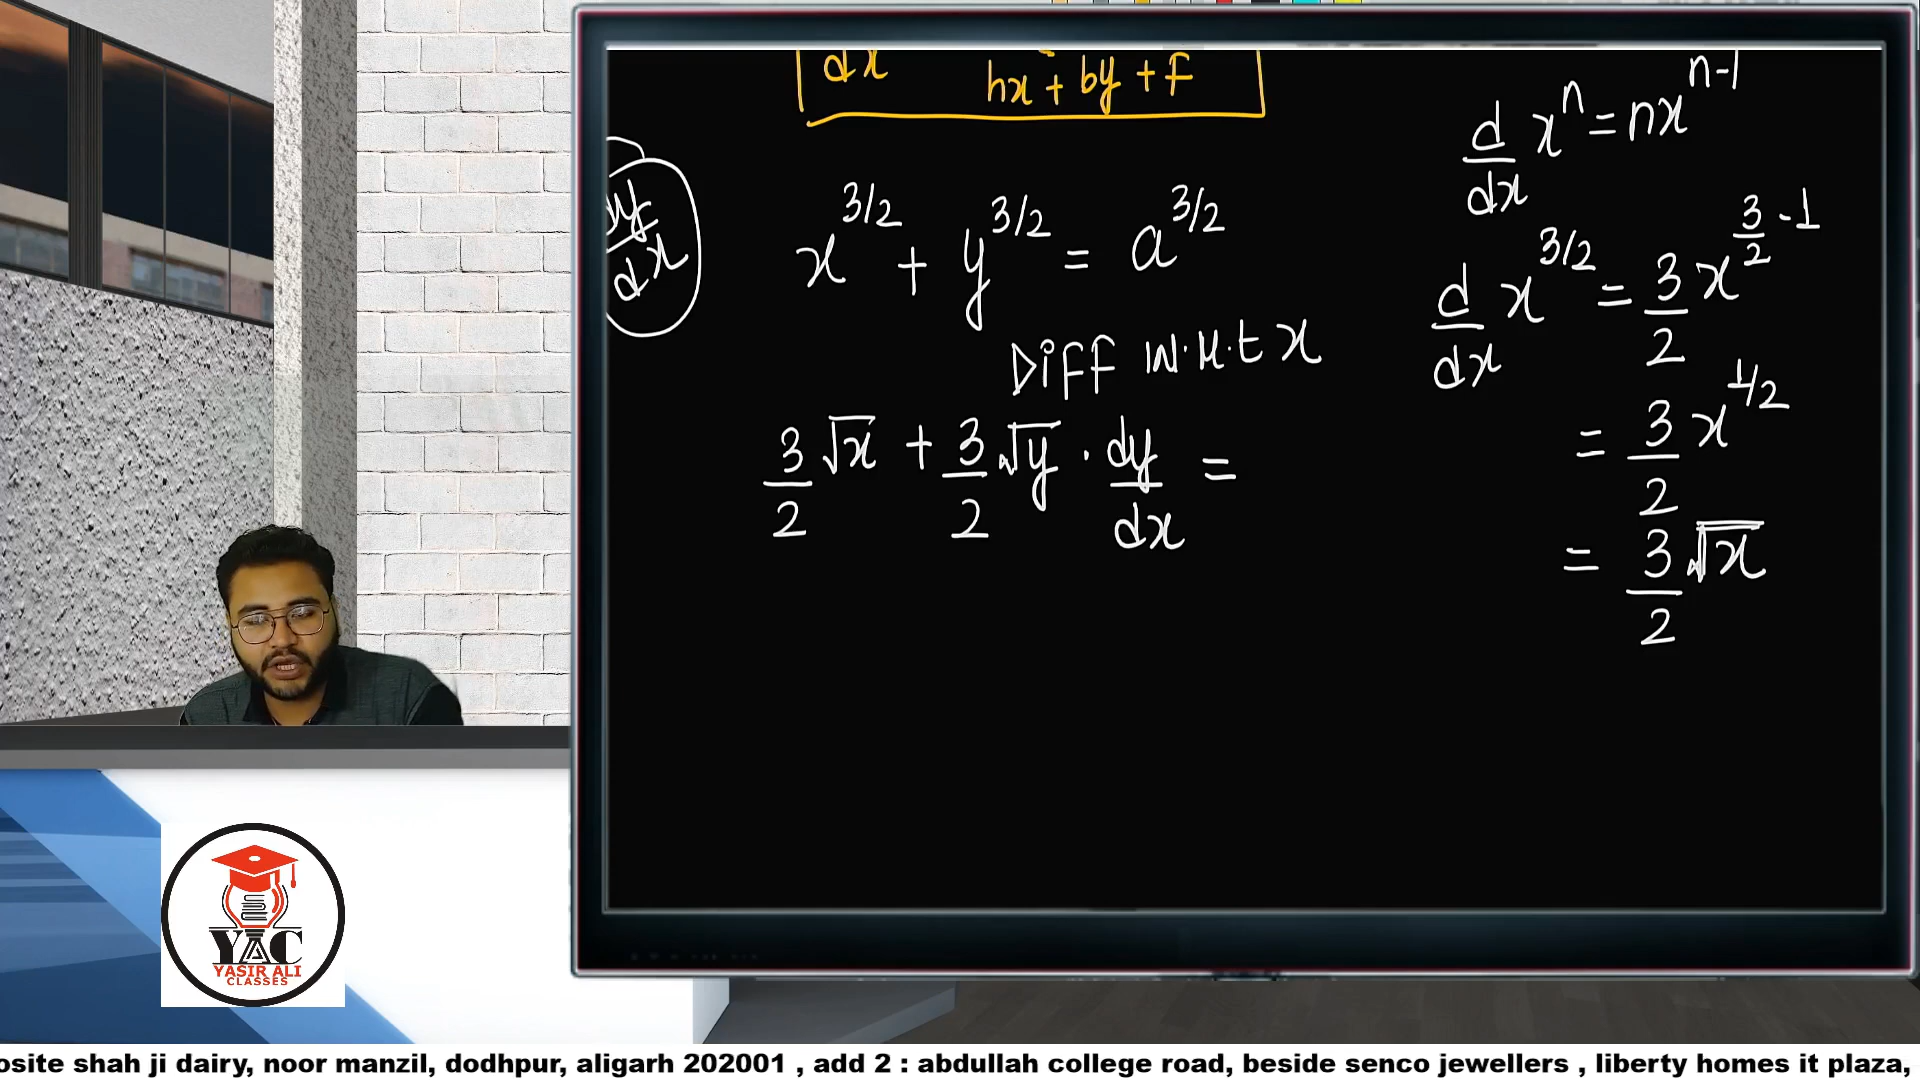 dx hx + by + F
dy/dx
x^3/2 + y^3/2 = a^3/2
Diff w.r.t x
3/2 √x + 3/2 √y · dy/dx =
d/dx x^n = nx^n-1
d/dx x^3/2 = 3/2 x^3/2 - 1
= 3/2 x^1/2
= 3/2 √x
YAC
YASIR ALI
CLASSES
osite shah ji dairy, noor manzil, dodhpur, aligarh 202001 , add 2 : abdullah college road, beside senco jewellers , liberty homes it plaza,